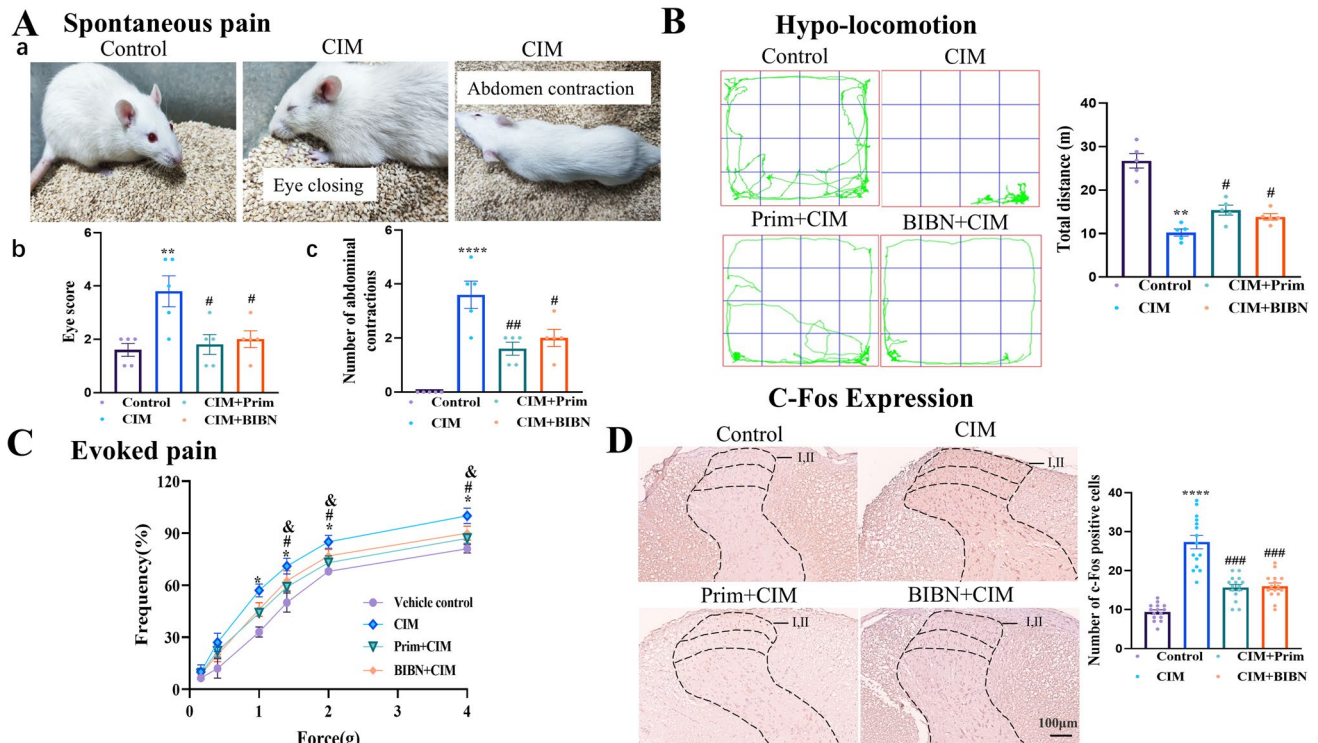 A Spontaneous pain
a
Control
CIM
CIM
Eye closing
Abdomen contraction
b
Eye score
6
4
2
0
**
#
#
Control
CIM+Prim
CIM
CIM+BIBN
c
Number of abdominal
contractions
6
4
2
0
****
##
#
Control
CIM+Prim
CIM
CIM+BIBN
B Hypo-locomotion
Control
CIM
Prim+CIM
BIBN+CIM
Total distance (m)
40
30
20
10
0
**
#
#
Control
CIM+Prim
CIM
CIM+BIBN
C Evoked pain
Frequency(%)
120
90
60
30
0
*
&
#
*
&
#
*
&
#
*
Vehicle control
CIM
Prim+CIM
BIBN+CIM
0 1 2 3 4
Force(g)
C-Fos Expression
D
Control
CIM
I,II
I,II
Prim+CIM
BIBN+CIM
I,II
I,II
100μm
Number of c-Fos positive cells
40
30
20
10
0
****
###
###
Control
CIM+Prim
CIM
CIM+BIBN